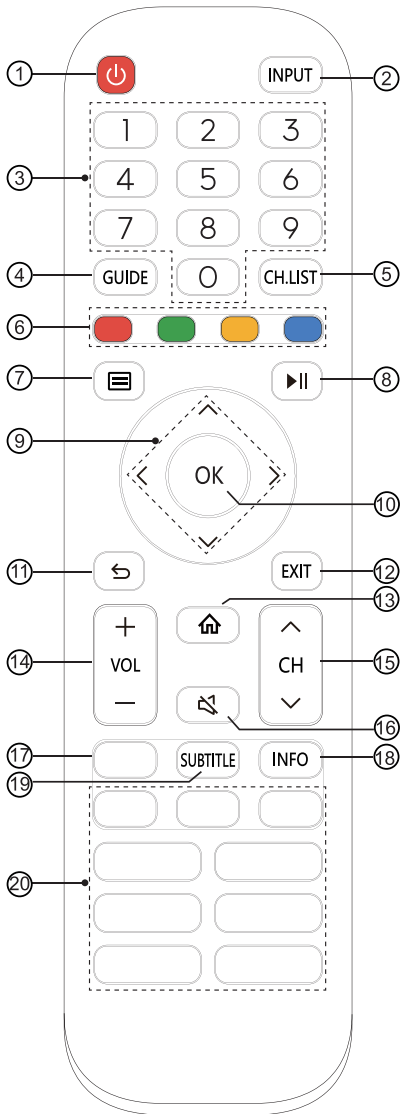 ① INPUT ②
1 2 3
③ 4 5 6
7 8 9
④ GUIDE 0 CH.LIST ⑤
⑥
⑦ ⑧
⑨
OK ⑩
⑪ EXIT ⑫
⑬
+
⑭ VOL CH ⑮
−
⑯
⑰ SUBTITLE INFO ⑱
⑲
⑳